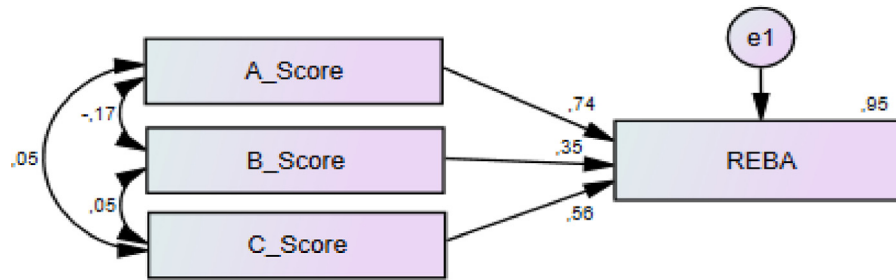 e1
A_Score
,95
,74
-,17
B_Score
,35
REBA
,05
,05
,56
C_Score